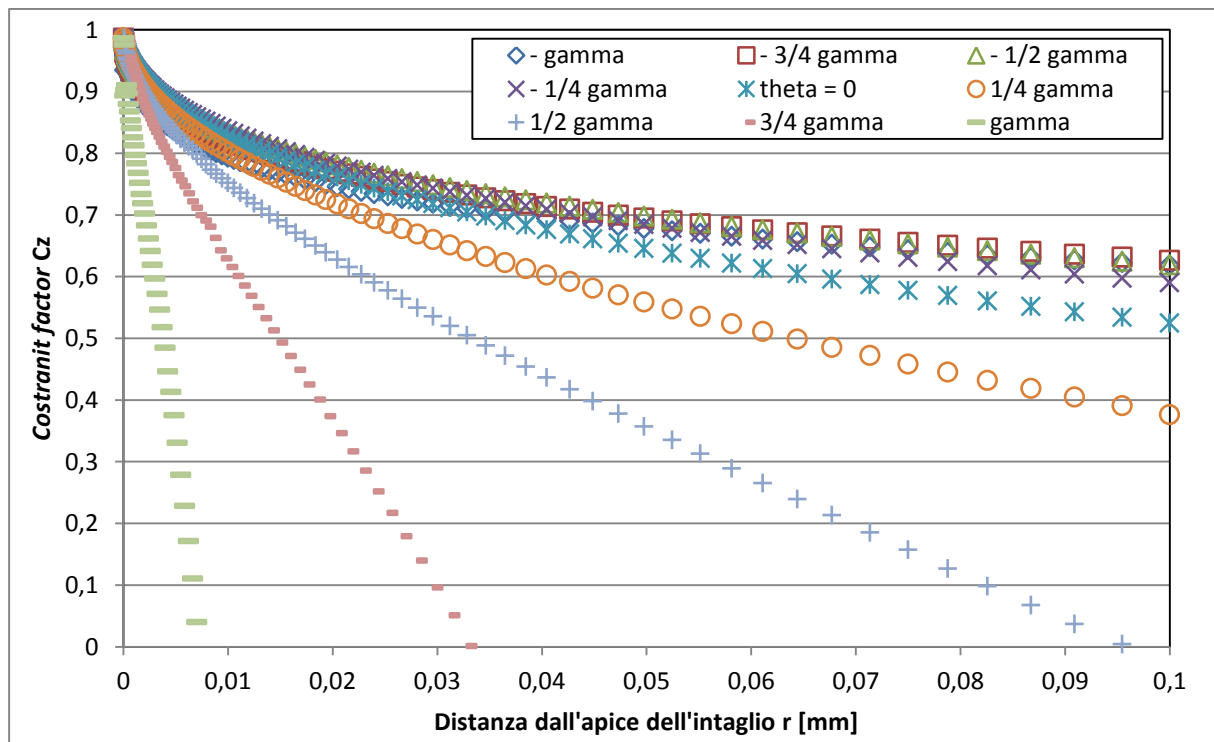 1
0,9
0,8
0,7
0,6
0,5
0,4
0,3
0,2
0,1
0
Costranit factor Cz
- gamma - 3/4 gamma - 1/2 gamma
- 1/4 gamma theta = 0 1/4 gamma
1/2 gamma 3/4 gamma gamma
0 0,01 0,02 0,03 0,04 0,05 0,06 0,07 0,08 0,09 0,1
Distanza dall'apice dell'intaglio r [mm]